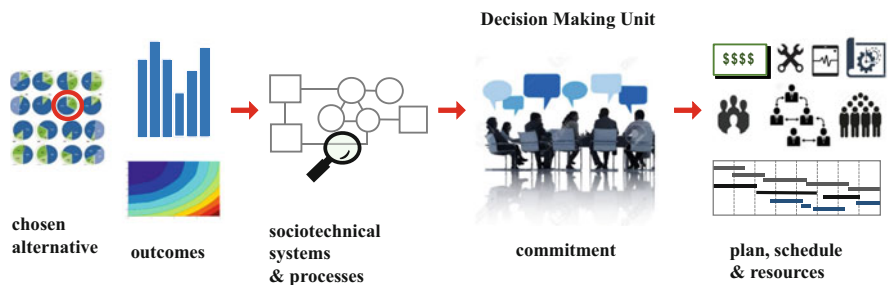 Decision Making Unit
$$$$
chosen
alternative
outcomes
sociotechnical
systems
& processes
commitment
plan, schedule
& resources